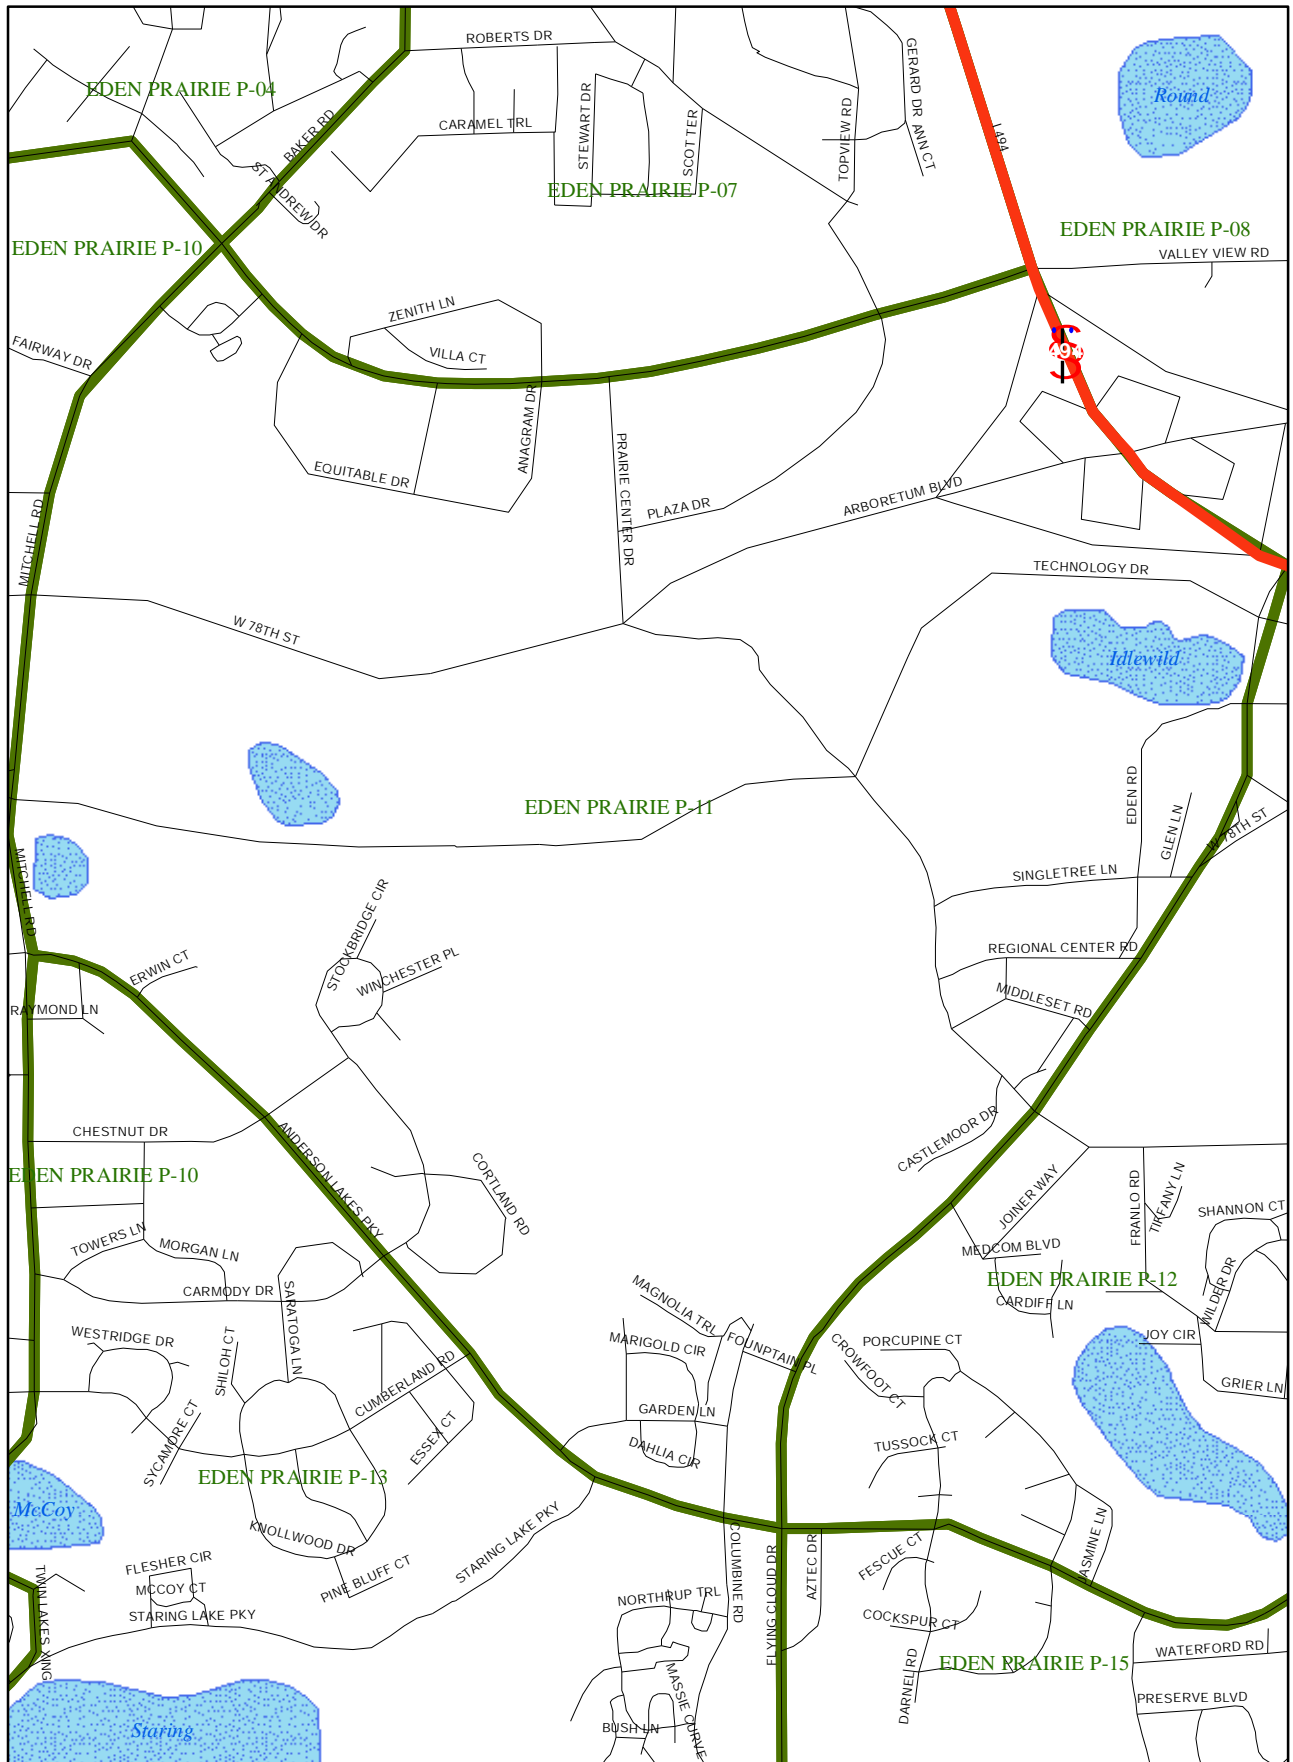 ROBERTS DR
GERARD DR
EDEN PRAIRIE P-04
Round
STEWART DR
TOPVIEW RD
I-494
CARAMEL TRL
BAKER RD
SCOT TER
ANN CT
ST ANDREW DR
EDEN PRAIRIE P-07
EDEN PRAIRIE P-08
EDEN PRAIRIE P-10
VALLEY VIEW RD
ZENITH LN
FAIRWAY DR
VILLA CT
494
ANAGRAM DR
PRAIRIE CENTER DR
EQUITABLE DR
PLAZA DR
ARBORETUM BLVD
MITCHELL RD
TECHNOLOGY DR
W 78TH ST
Idlewild
EDEN RD
EDEN PRAIRIE P-11
GLEN LN
W 78TH ST
MITCHELL RD
SINGLETREE LN
STOCKBRIDGE CIR
REGIONAL CENTER RD
ERWIN CT
WINCHESTER PL
RAYMOND LN
MIDDLESET RD
CHESTNUT DR
ANDERSON LAKES PKY
CASTLEMOOR DR
EDEN PRAIRIE P-10
CORTLAND RD
JOINER WAY
FRANLO RD
TIFFANY LN
SHANNON CT
TOWERS LN
MORGAN LN
MEDCOM BLVD
EDEN PRAIRIE P-12
CARMODY DR
SARATOGA LN
MAGNOLIA TRL
CARDIFF LN
WILDER DR
WESTRIDGE DR
SHILOH CT
MARIGOLD CIR
FOUNPTAIN PL
CROWFOOT CT
PORCUPINE CT
JOY CIR
CUMBERLAND RD
GRIER LN
SYCAMORE CT
ESSEX CT
GARDEN LN
DAHLIA CIR
TUSSOCK CT
EDEN PRAIRIE P-13
McCoy
KNOLLWOOD DR
STARING LAKE PKY
COLUMBINE RD
FLYING CLOUD DR
AZTEC DR
FESCUE CT
JASMINE LN
FLESHER CIR
PINE BLUFF CT
MCCOY CT
TWIN LAKES XING
STARING LAKE PKY
NORTHRUP TRL
COCKSPUR CT
WATERFORD RD
EDEN PRAIRIE P-15
MASSIE CURVE
DARNEL RD
PRESERVE BLVD
Staring
BUSH LN